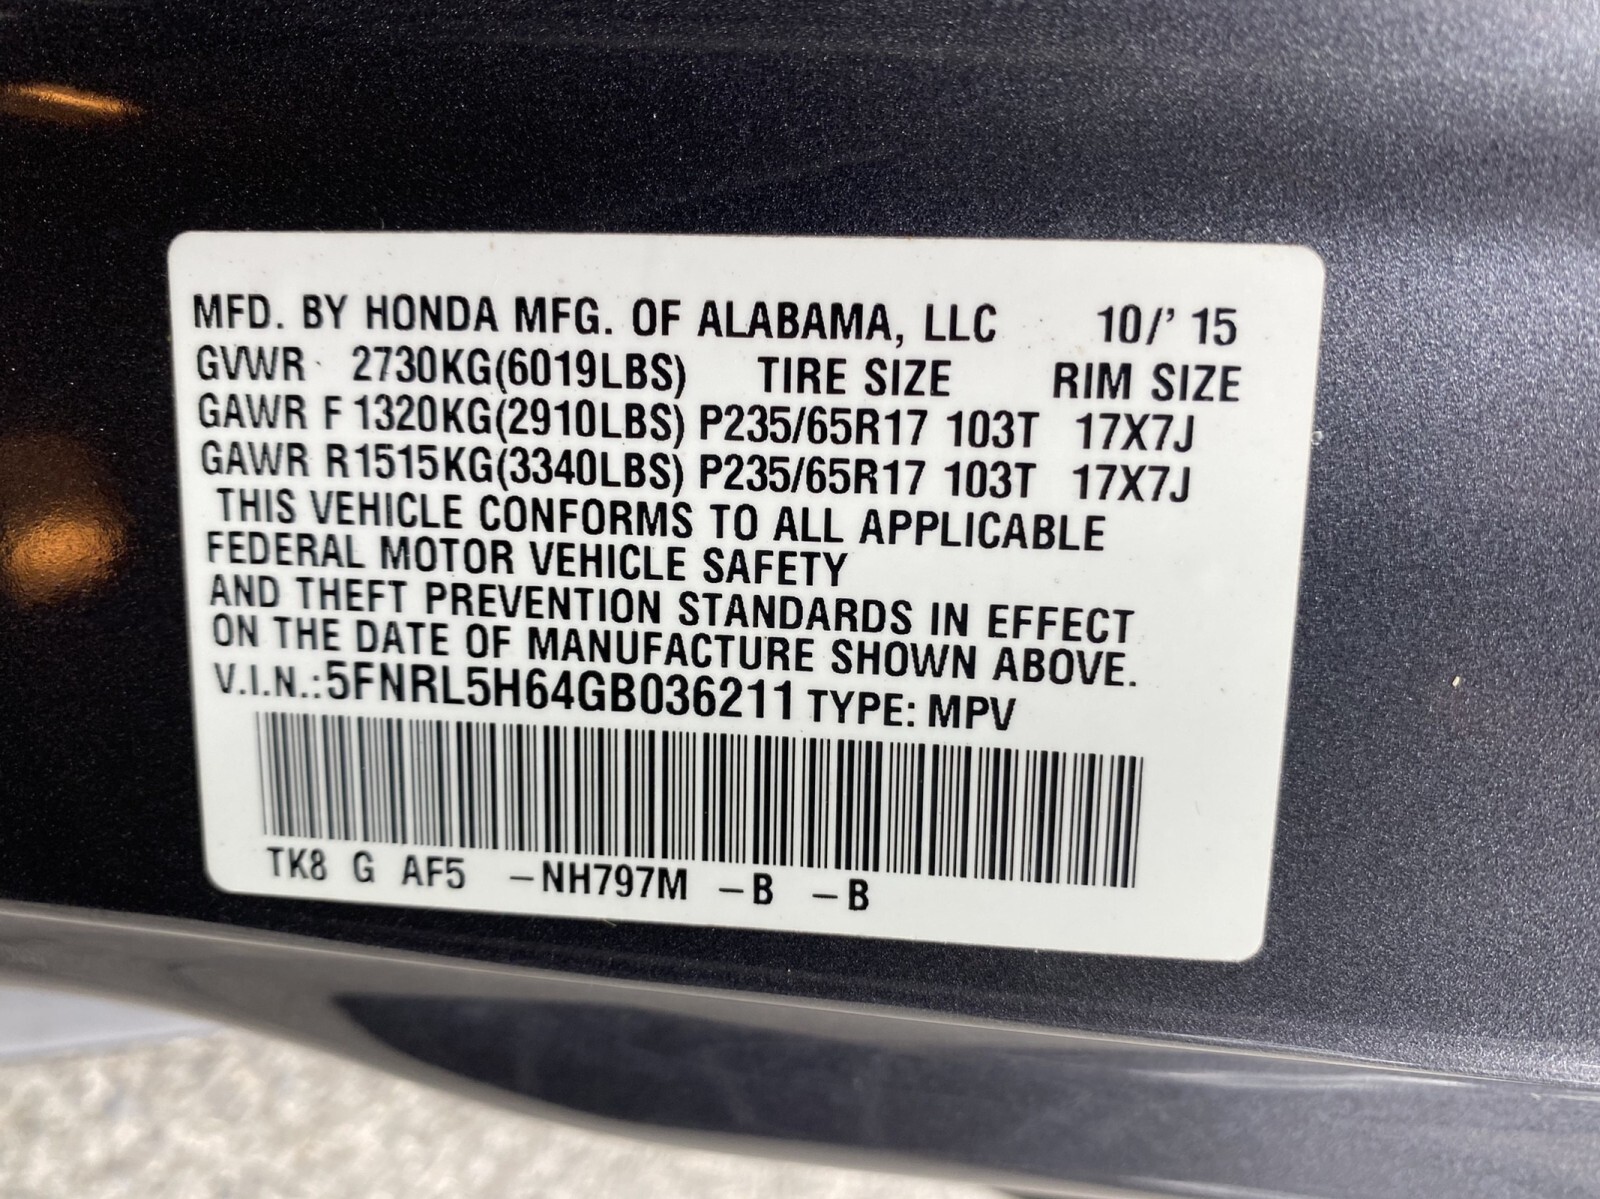 MFD. BY HONDA MFG. OF ALABAMA, LLC 10/' 15
GVWR 2730KG(6019LBS) TIRE SIZE RIM SIZE
GAWR F 1320KG(2910LBS) P235/65R17 103T 17X7J
GAWR R1515KG(3340LBS) P235/65R17 103T 17X7J
THIS VEHICLE CONFORMS TO ALL APPLICABLE
FEDERAL MOTOR VEHICLE SAFETY
AND THEFT PREVENTION STANDARDS IN EFFECT
ON THE DATE OF MANUFACTURE SHOWN ABOVE.
V.I.N.:5FNRL5H64GB036211 TYPE: MPV
TK8 G AF5 –NH797M –B –B